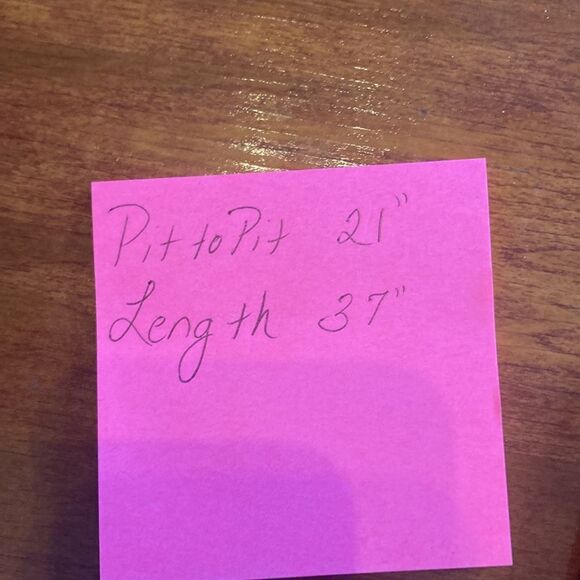 Pit to Pit 21"
Length 37"